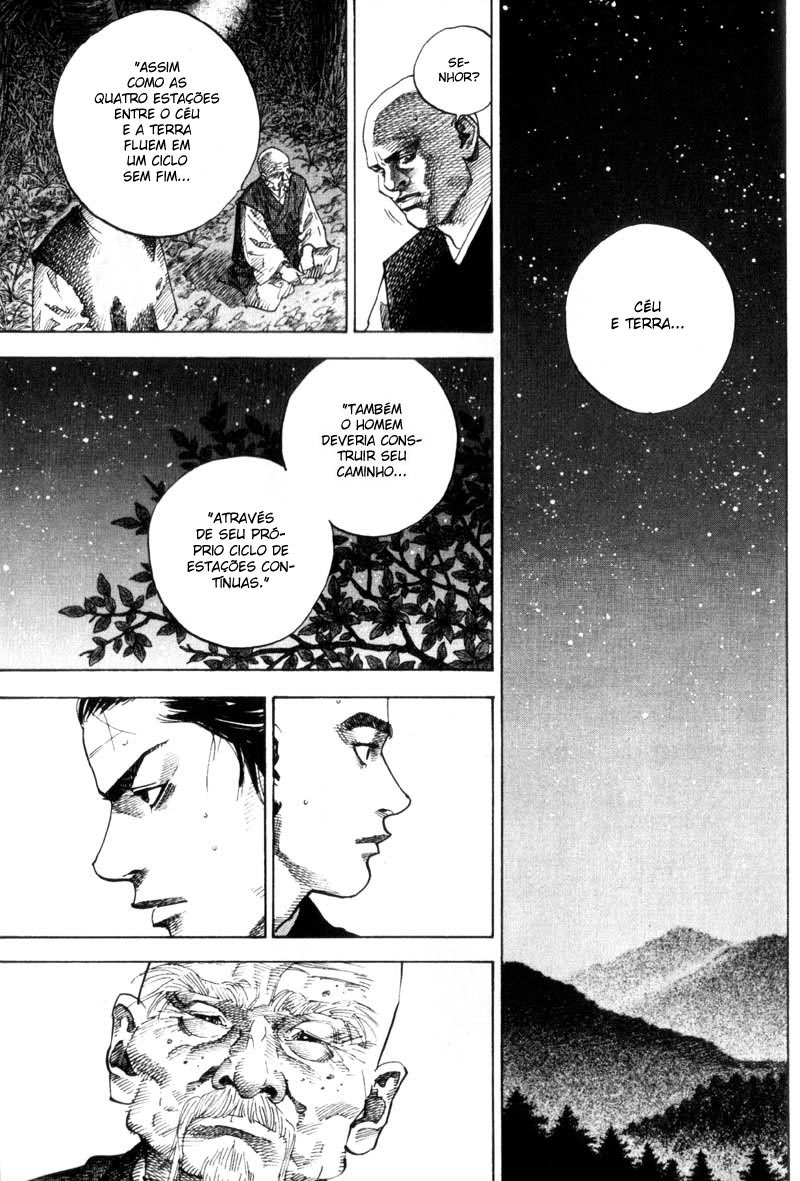 CÉU
E TERRA...
SE-
NHOR?
"ASSIM
COMO AS
QUATRO ESTAÇÕES
ENTRE O CÉU
E A TERRA
FLUEM EM
UM CICLO
SEM FIM...
"TAMBÉM
O HOMEM
DEVERIA CONS-
TRUIR SEU
CAMINHO...
"ATRAVÉS
DE SEU PRÓ-
PRIO CICLO DE
ESTAÇÕES CON-
TÍNUAS."